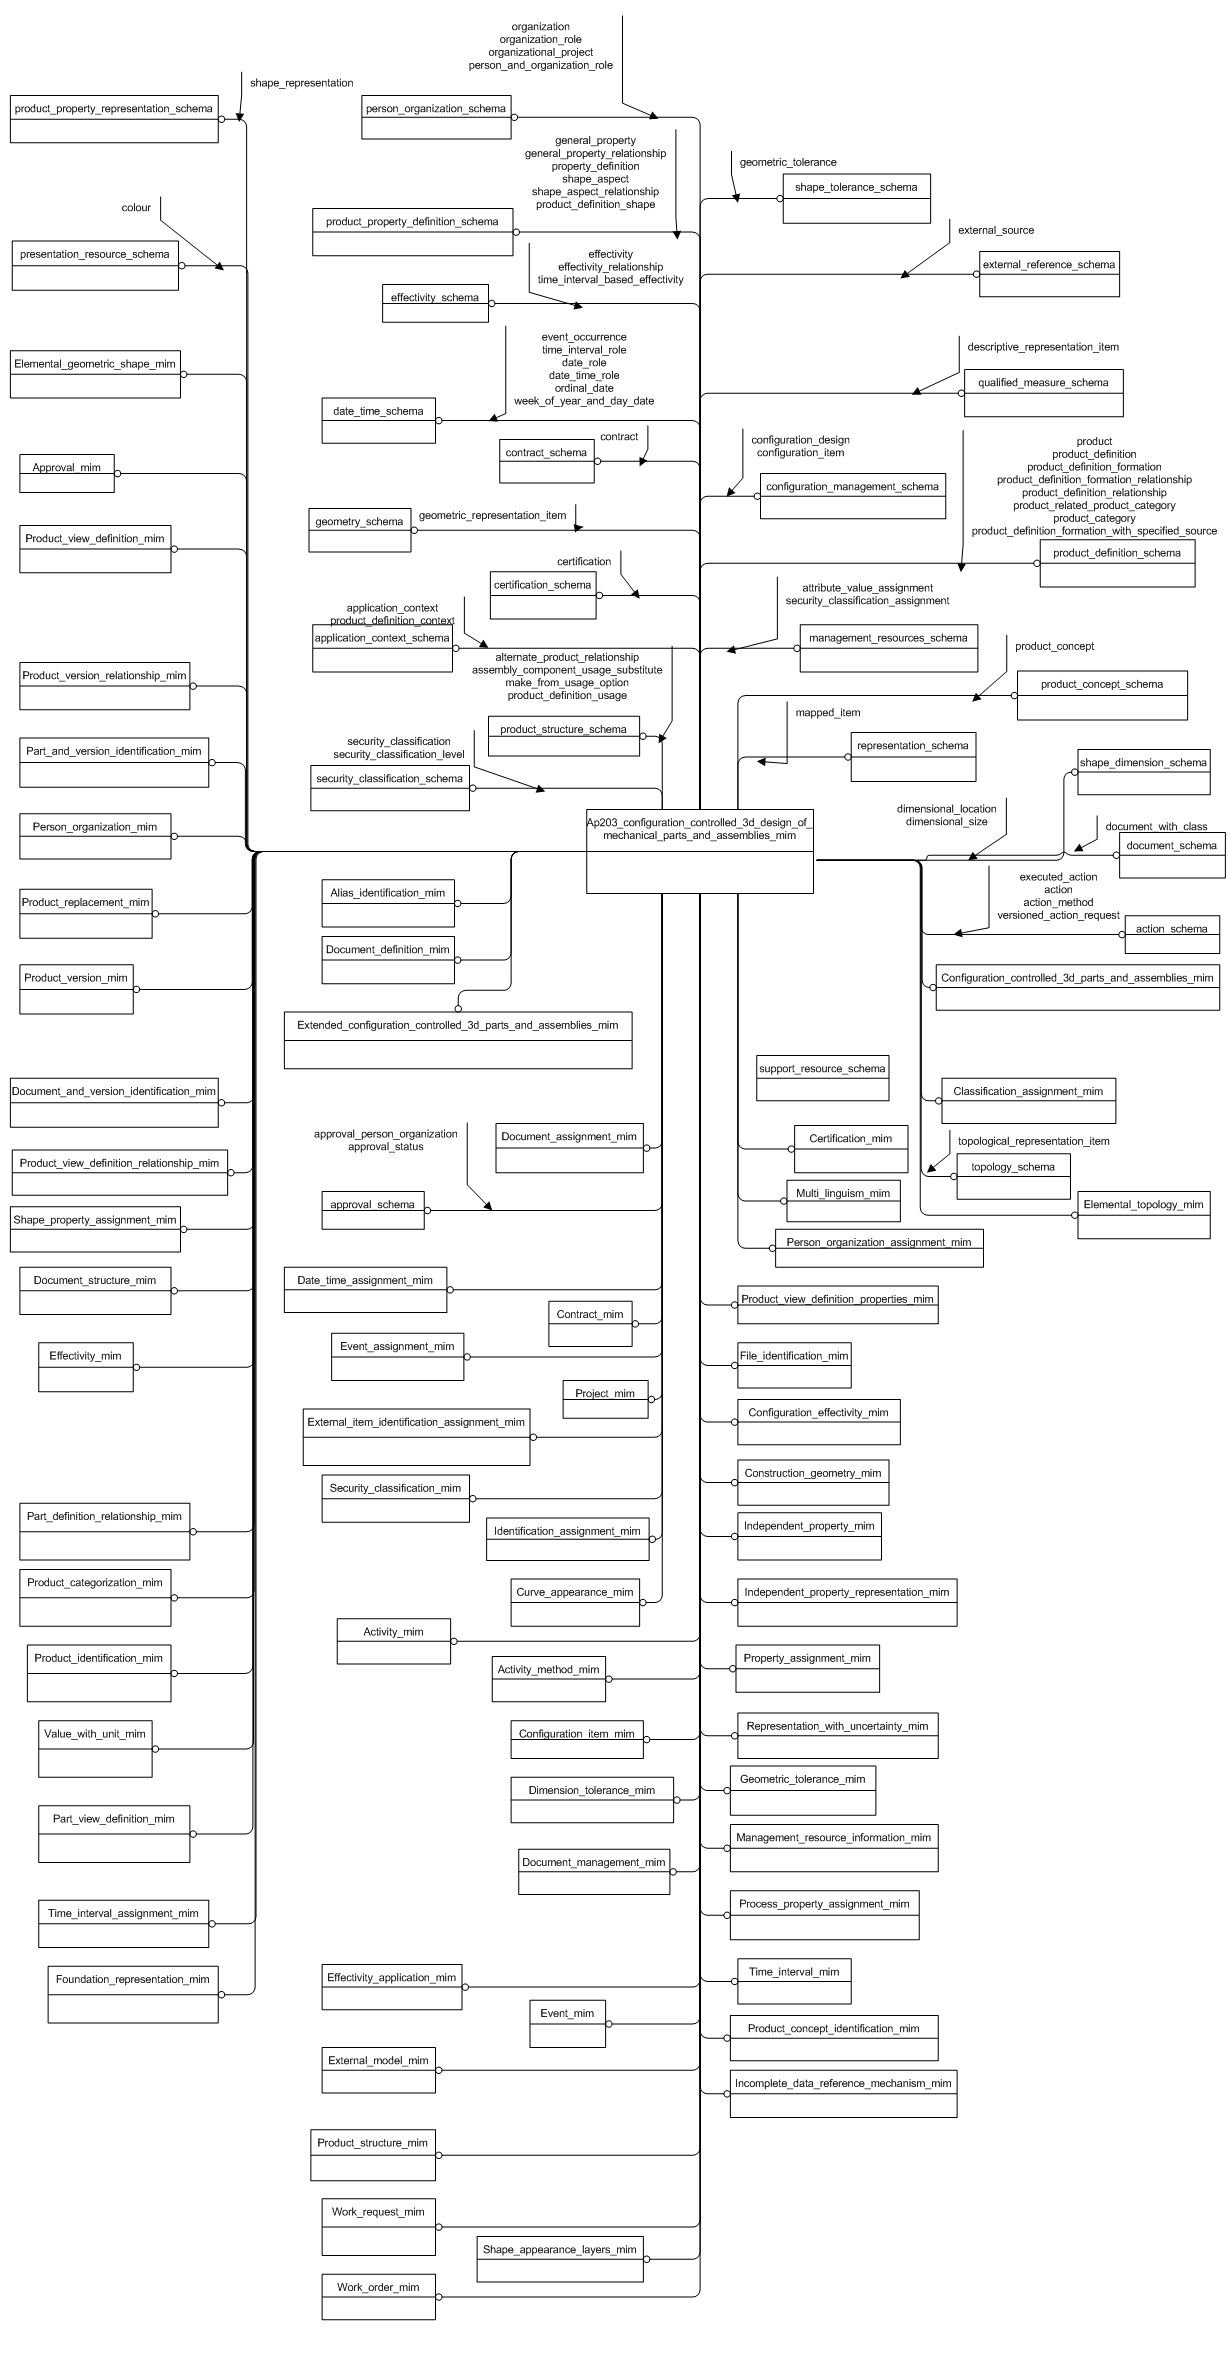 organization
organization_role
organizational_project
person_and_organization_role
shape_representation
product_property_representation_schema
person_organization_schema
general_property
general_property_relationship
property_definition
shape_aspect
shape_aspect_relationship
product_definition_shape
geometric_tolerance
shape_tolerance_schema
colour
product_property_definition_schema
external_source
presentation_resource_schema
effectivity
effectivity_relationship
time_interval_based_effectivity
external_reference_schema
effectivity_schema
event_occurrence
time_interval_role
date_role
date_time_role
ordinal_date
week_of_year_and_day_date
descriptive_representation_item
Elemental_geometric_shape_mim
qualified_measure_schema
date_time_schema
contract
contract_schema
configuration_design
configuration_item
product
product_definition
product_definition_formation
product_definition_formation_relationship
product_definition_relationship
product_related_product_category
product_category
product_definition_formation_with_specified_source
Approval_mim
configuration_management_schema
geometry_schema
geometric_representation_item
Product_view_definition_mim
product_definition_schema
certification
certification_schema
attribute_value_assignment
security_classification_assignment
application_context
product_definition_context
application_context_schema
management_resources_schema
product_concept
alternate_product_relationship
assembly_component_usage_substitute
make_from_usage_option
product_definition_usage
Product_version_relationship_mim
product_concept_schema
mapped_item
product_structure_schema
security_classification
security_classification_level
Part_and_version_identification_mim
representation_schema
shape_dimension_schema
security_classification_schema
dimensional_location
dimensional_size
Ap203_configuration_controlled_3d_design_of_
mechanical_parts_and_assemblies_mim
Person_organization_mim
document_with_class
document_schema
executed_action
action
action_method
versioned_action_request
Alias_identification_mim
Product_replacement_mim
action_schema
Document_definition_mim
Product_version_mim
Configuration_controlled_3d_parts_and_assemblies_mim
Extended_configuration_controlled_3d_parts_and_assemblies_mim
support_resource_schema
Document_and_version_identification_mim
Classification_assignment_mim
approval_person_organization
approval_status
Document_assignment_mim
Certification_mim
topological_representation_item
Product_view_definition_relationship_mim
topology_schema
approval_schema
Multi_linguism_mim
Elemental_topology_mim
Shape_property_assignment_mim
Person_organization_assignment_mim
Document_structure_mim
Date_time_assignment_mim
Product_view_definition_properties_mim
Contract_mim
Event_assignment_mim
Effectivity_mim
File_identification_mim
Project_mim
External_item_identification_assignment_mim
Configuration_effectivity_mim
Security_classification_mim
Construction_geometry_mim
Part_definition_relationship_mim
Identification_assignment_mim
Independent_property_mim
Product_categorization_mim
Curve_appearance_mim
Independent_property_representation_mim
Activity_mim
Product_identification_mim
Activity_method_mim
Property_assignment_mim
Value_with_unit_mim
Configuration_item_mim
Representation_with_uncertainty_mim
Dimension_tolerance_mim
Geometric_tolerance_mim
Part_view_definition_mim
Document_management_mim
Management_resource_information_mim
Time_interval_assignment_mim
Process_property_assignment_mim
Foundation_representation_mim
Effectivity_application_mim
Time_interval_mim
Event_mim
Product_concept_identification_mim
External_model_mim
Incomplete_data_reference_mechanism_mim
Product_structure_mim
Work_request_mim
Shape_appearance_layers_mim
Work_order_mim